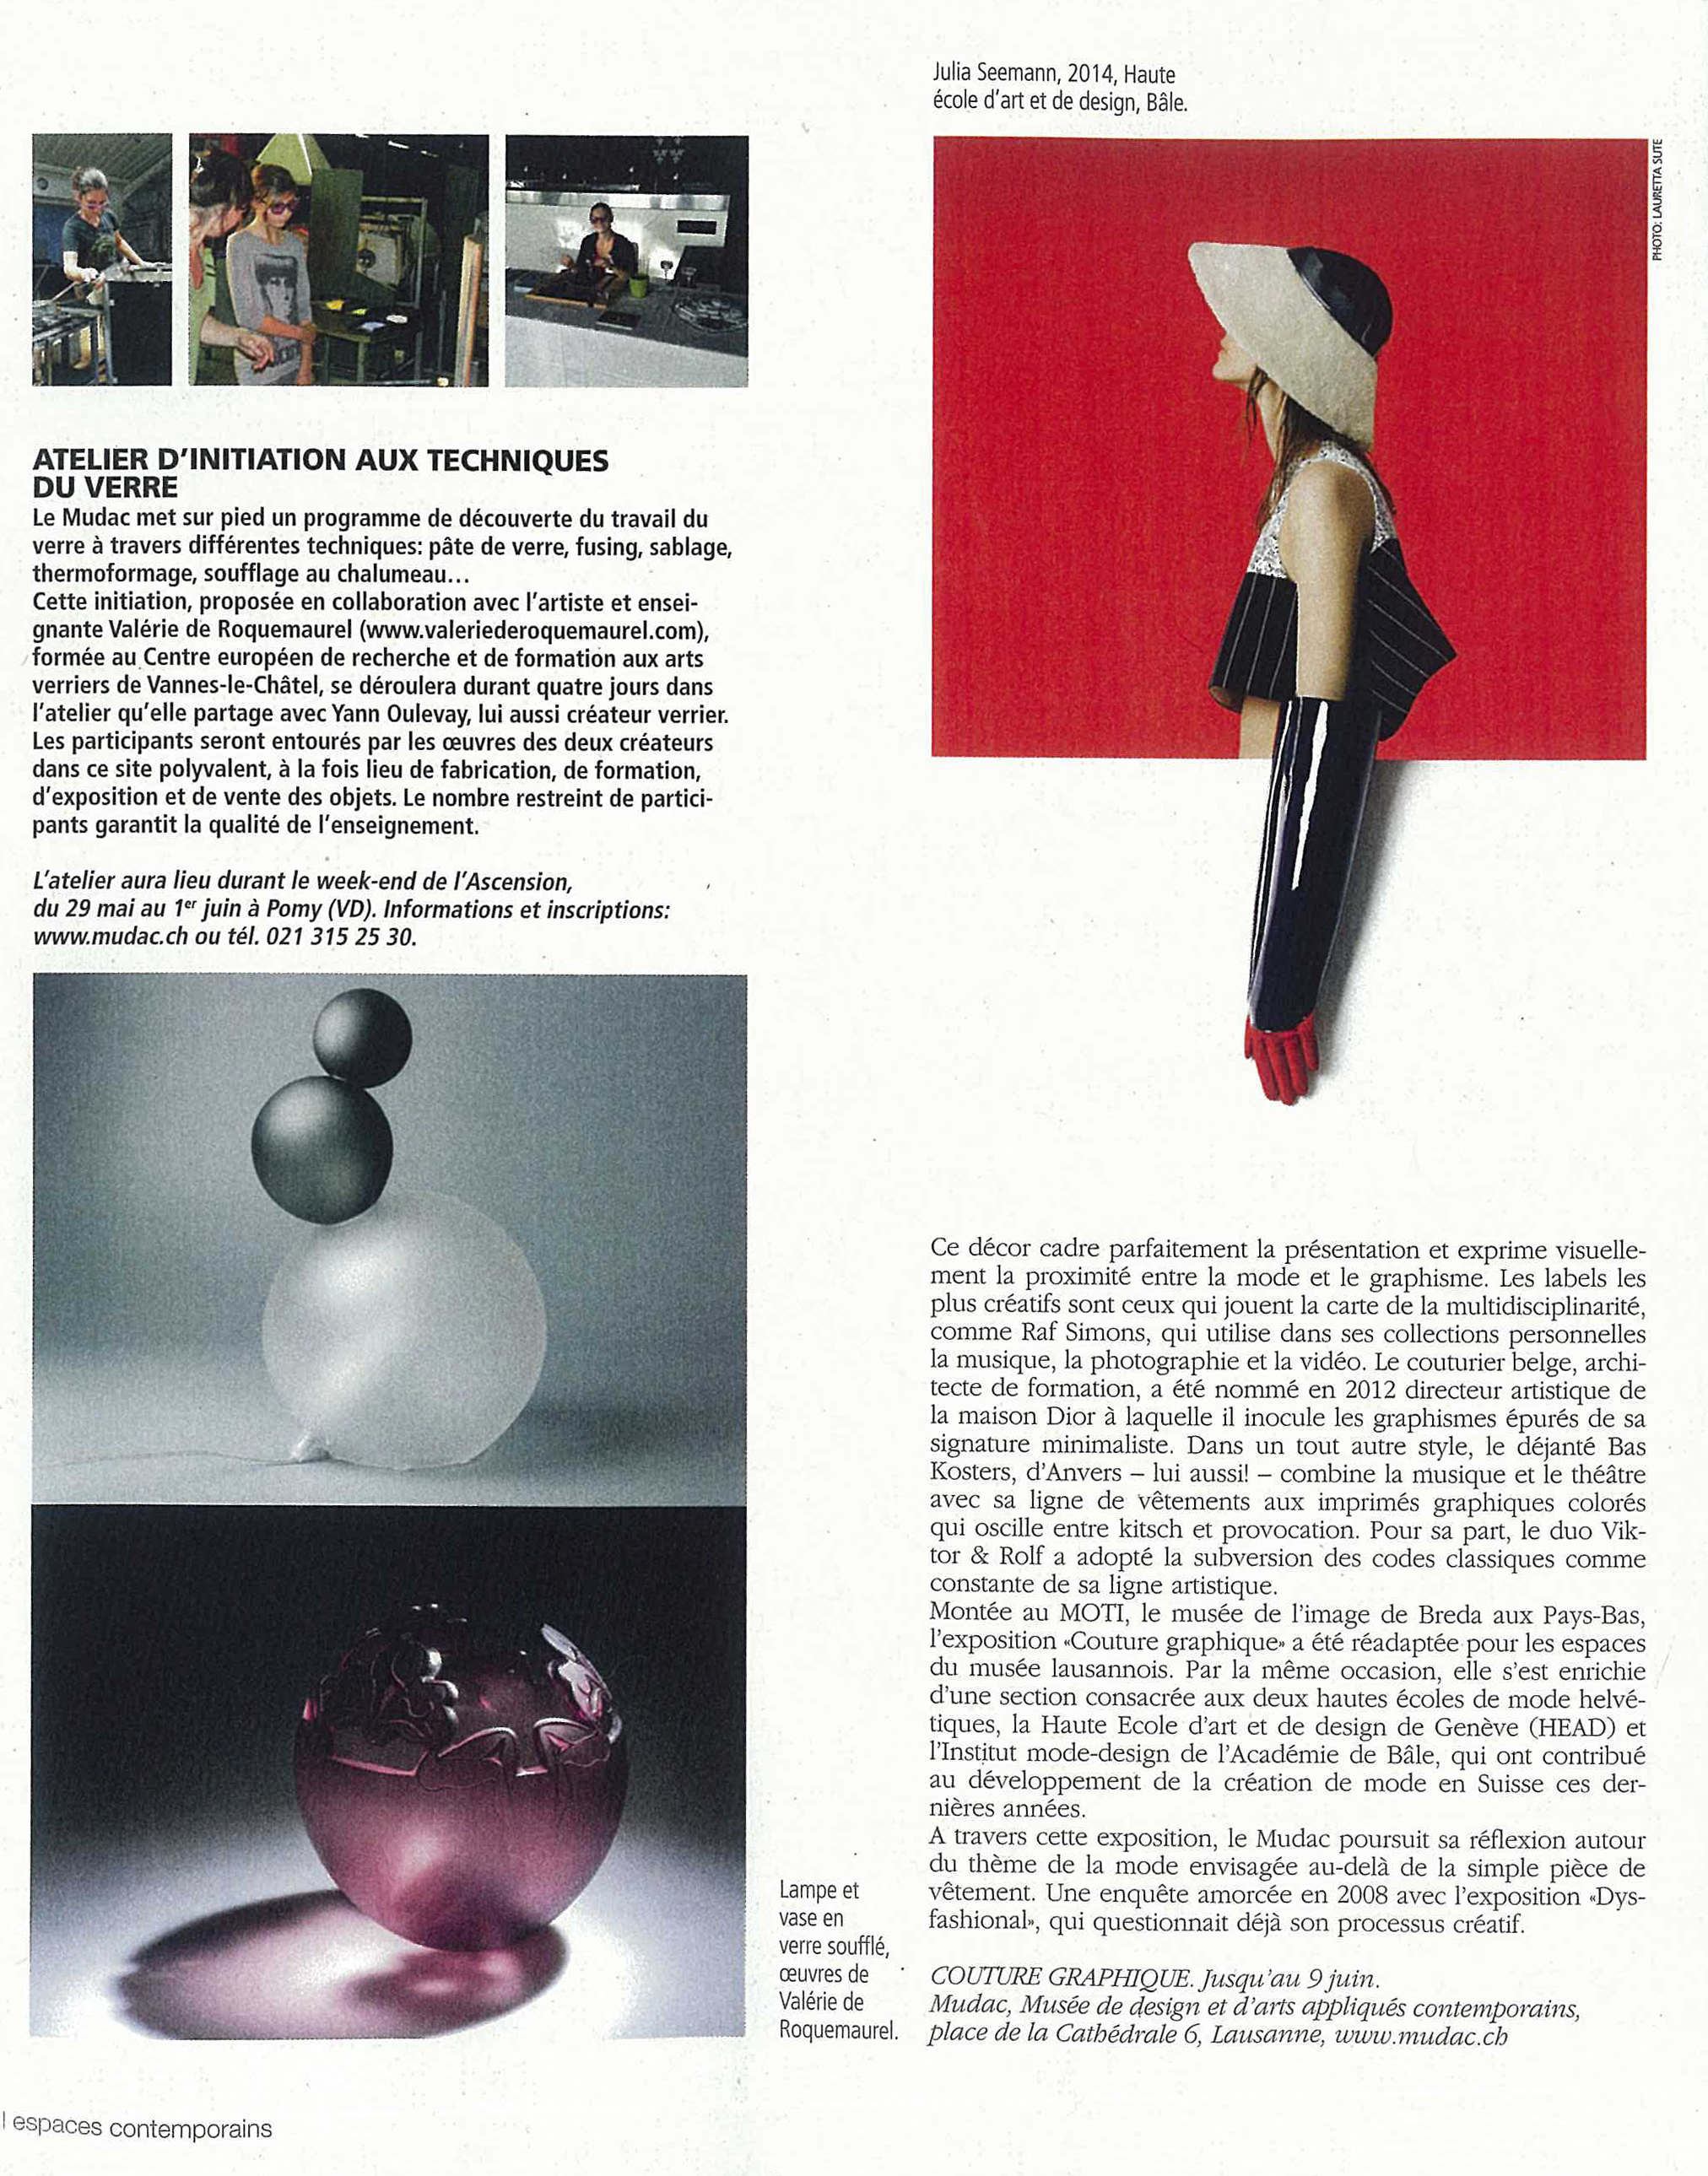 ATELIER D'INITIATION AUX TECHNIQUES
DU VERRE
Le Mudac met sur pied un programme de découverte du travail du
verre à travers différentes techniques: pâte de verre, fusing, sablage,
thermoformage, soufflage au chalumeau...
Cette initiation, proposée en collaboration avec l'artiste et ensei-
gnante Valérie de Roquemaurel (www.valeriederoquemaurel.com),
formée au Centre européen de recherche et de formation aux arts
verriers de Vannes-le-Châtel, se déroulera durant quatre jours dans
l'atelier qu'elle partage avec Yann Oulevay, lui aussi créateur verrier.
Les participants seront entourés par les œuvres des deux créateurs
dans ce site polyvalent, à la fois lieu de fabrication, de formation,
d'exposition et de vente des objets. Le nombre restreint de partici-
pants garantit la qualité de l'enseignement.
L'atelier aura lieu durant le week-end de l'Ascension,
du 29 mai au 1er juin à Pomy (VD). Informations et inscriptions:
www.mudac.ch ou tél. 021 315 25 30.
Lampe et
vase en
verre soufflé,
œuvres de
Valérie de
Roquemaurel.
Julia Seemann, 2014, Haute
école d'art et de design, Bâle.
PHOTO: LAURETTA SUTE
Ce décor cadre parfaitement la présentation et exprime visuelle-
ment la proximité entre la mode et le graphisme. Les labels les
plus créatifs sont ceux qui jouent la carte de la multidisciplinarité,
comme Raf Simons, qui utilise dans ses collections personnelles
la musique, la photographie et la vidéo. Le couturier belge, archi-
tecte de formation, a été nommé en 2012 directeur artistique de
la maison Dior à laquelle il inocule les graphismes épurés de sa
signature minimaliste. Dans un tout autre style, le déjanté Bas
Kosters, d'Anvers – lui aussi! – combine la musique et le théâtre
avec sa ligne de vêtements aux imprimés graphiques colorés
qui oscille entre kitsch et provocation. Pour sa part, le duo Vik-
tor & Rolf a adopté la subversion des codes classiques comme
constante de sa ligne artistique.
Montée au MOTI, le musée de l'image de Breda aux Pays-Bas,
l'exposition «Couture graphique» a été réadaptée pour les espaces
du musée lausannois. Par la même occasion, elle s'est enrichie
d'une section consacrée aux deux hautes écoles de mode helvé-
tiques, la Haute Ecole d'art et de design de Genève (HEAD) et
l'Institut mode-design de l'Académie de Bâle, qui ont contribué
au développement de la création de mode en Suisse ces der-
nières années.
A travers cette exposition, le Mudac poursuit sa réflexion autour
du thème de la mode envisagée au-delà de la simple pièce de
vêtement. Une enquête amorcée en 2008 avec l'exposition «Dys-
fashional», qui questionnait déjà son processus créatif.
COUTURE GRAPHIQUE. Jusqu'au 9 juin.
Mudac, Musée de design et d'arts appliqués contemporains,
place de la Cathédrale 6, Lausanne, www.mudac.ch
| espaces contemporains